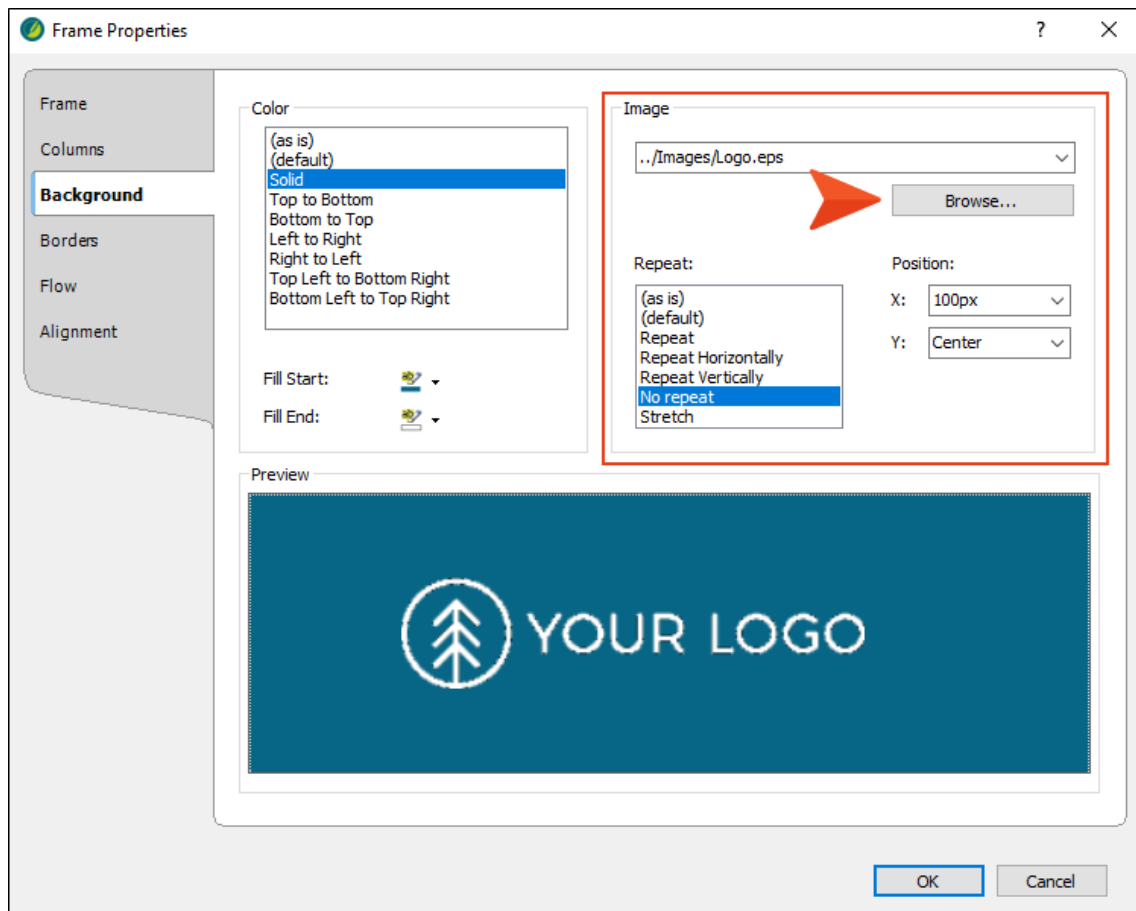 Frame Properties
?
Frame
Columns
Background
Borders
Flow
Alignment
Color
(as is)
(default)
Solid
Top to Bottom
Bottom to Top
Left to Right
Right to Left
Top Left to Bottom Right
Bottom Left to Top Right
Fill Start:
Fill End:
Image
../Images/Logo.eps
Browse...
Repeat:
(as is)
(default)
Repeat
Repeat Horizontally
Repeat Vertically
No repeat
Stretch
Position:
X: 100px
Y: Center
Preview
YOUR LOGO
OK
Cancel